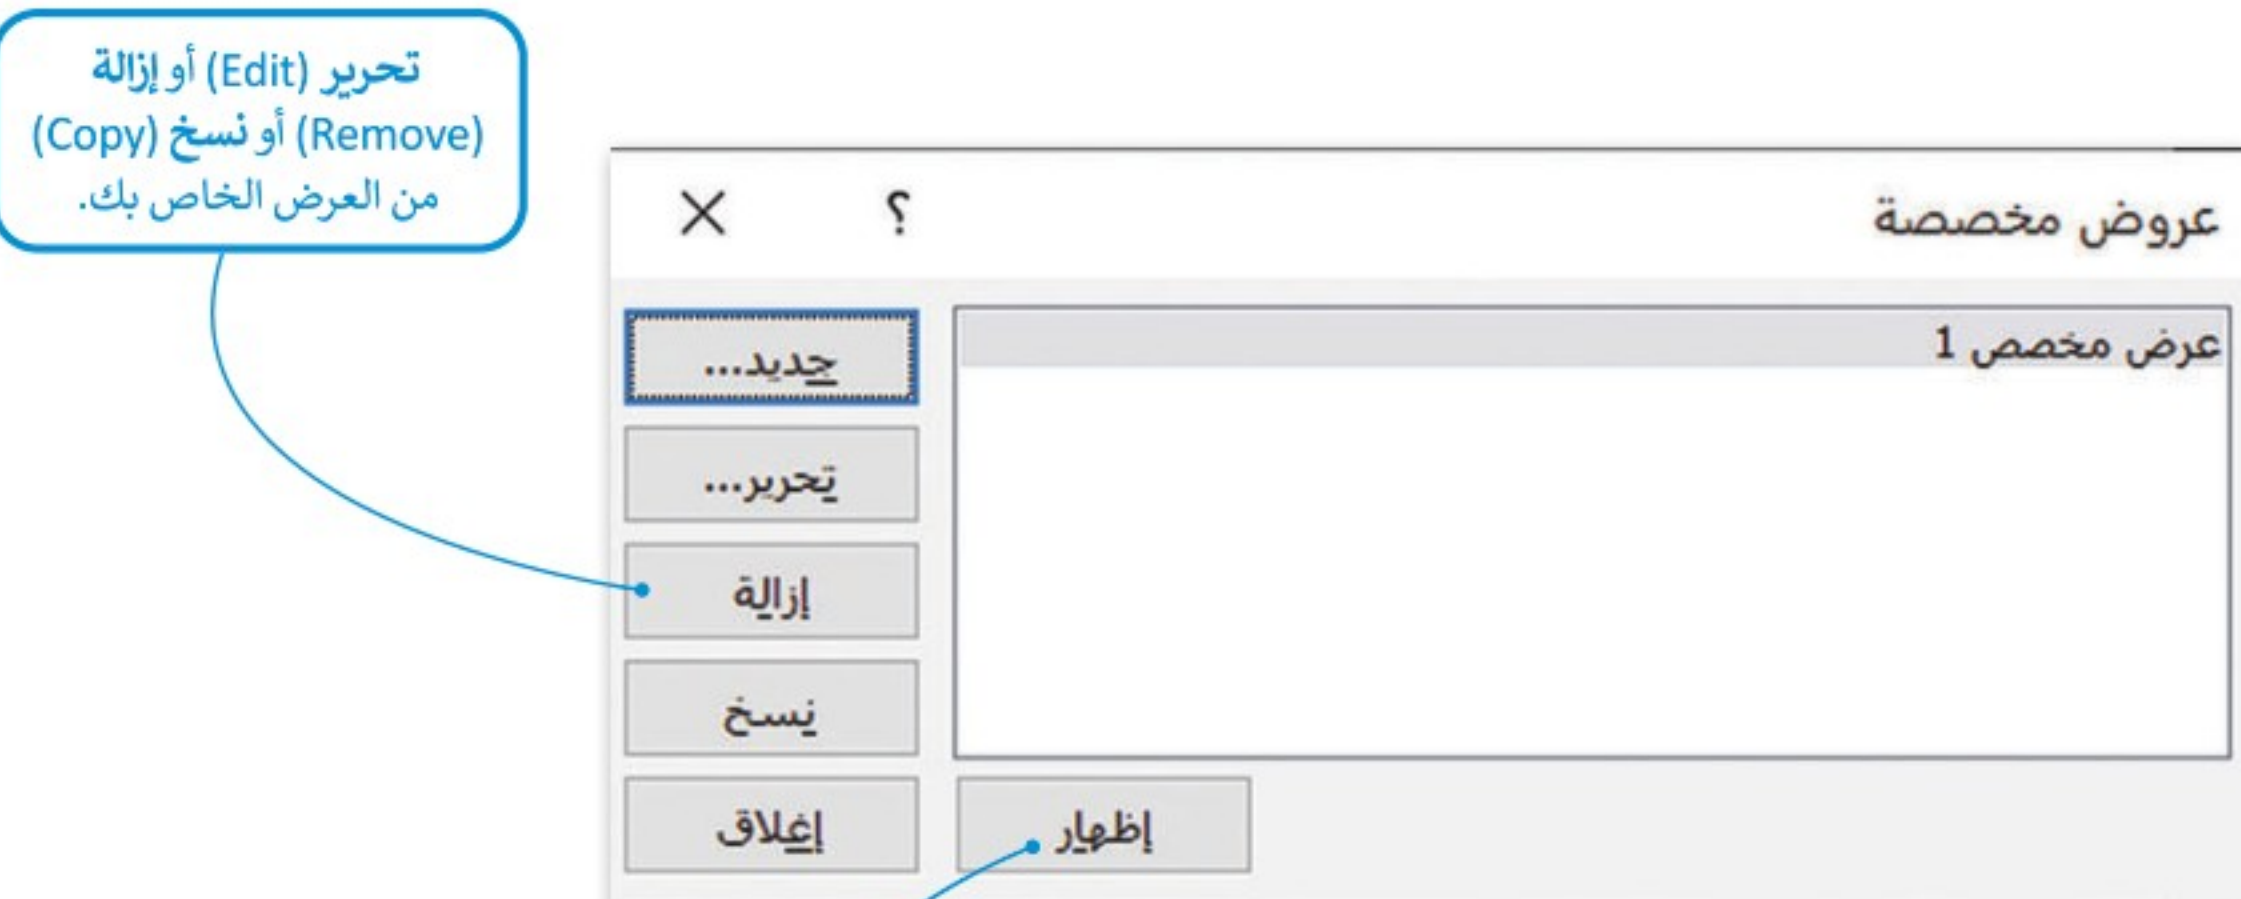 تحرير (Edit) أو إزالة
(Remove) أو نسخ (Copy)
من العرض الخاص بك.
عروض مخصصة
؟
عرض مخصص 1
جديد...
تحرير...
إزالة
نسخ
إظهار
إغلاق